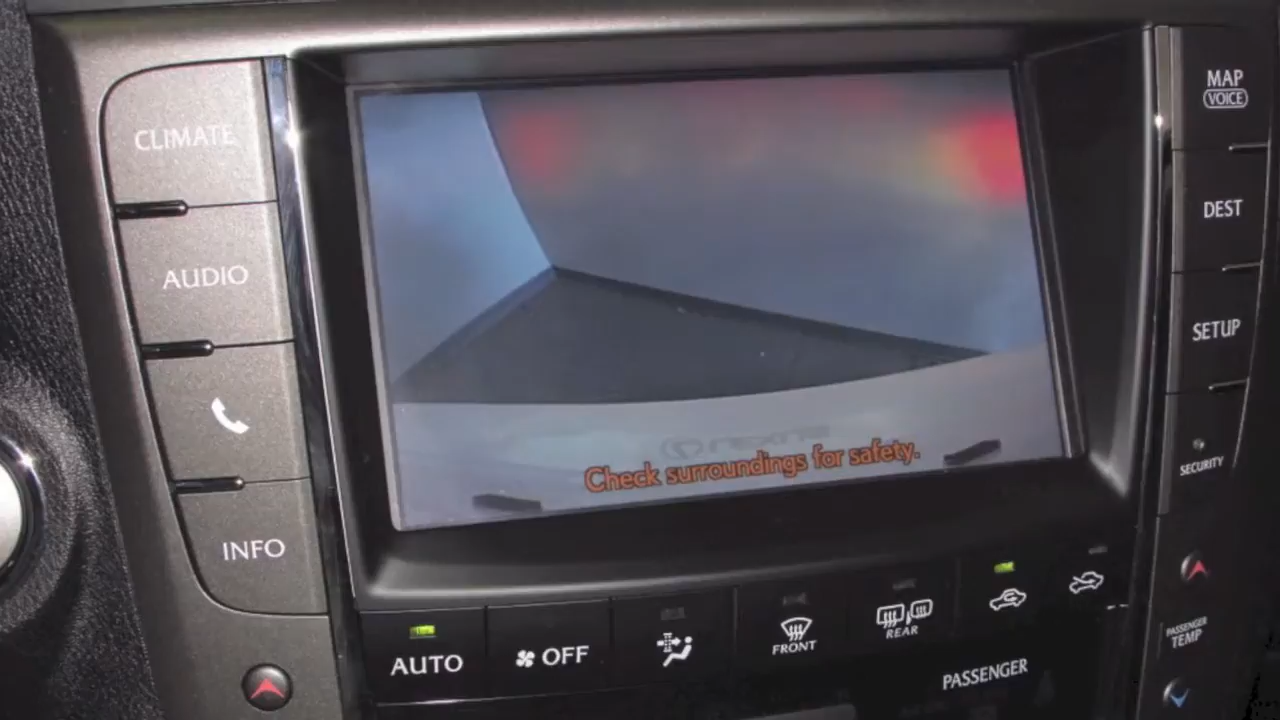 CLIMATE
AUDIO
INFO
Check surroundings for safety.
MAP
VOICE
DEST
SETUP
SECURITY
PASSENGER
TEMP
AUTO
OFF
FRONT
REAR
PASSENGER